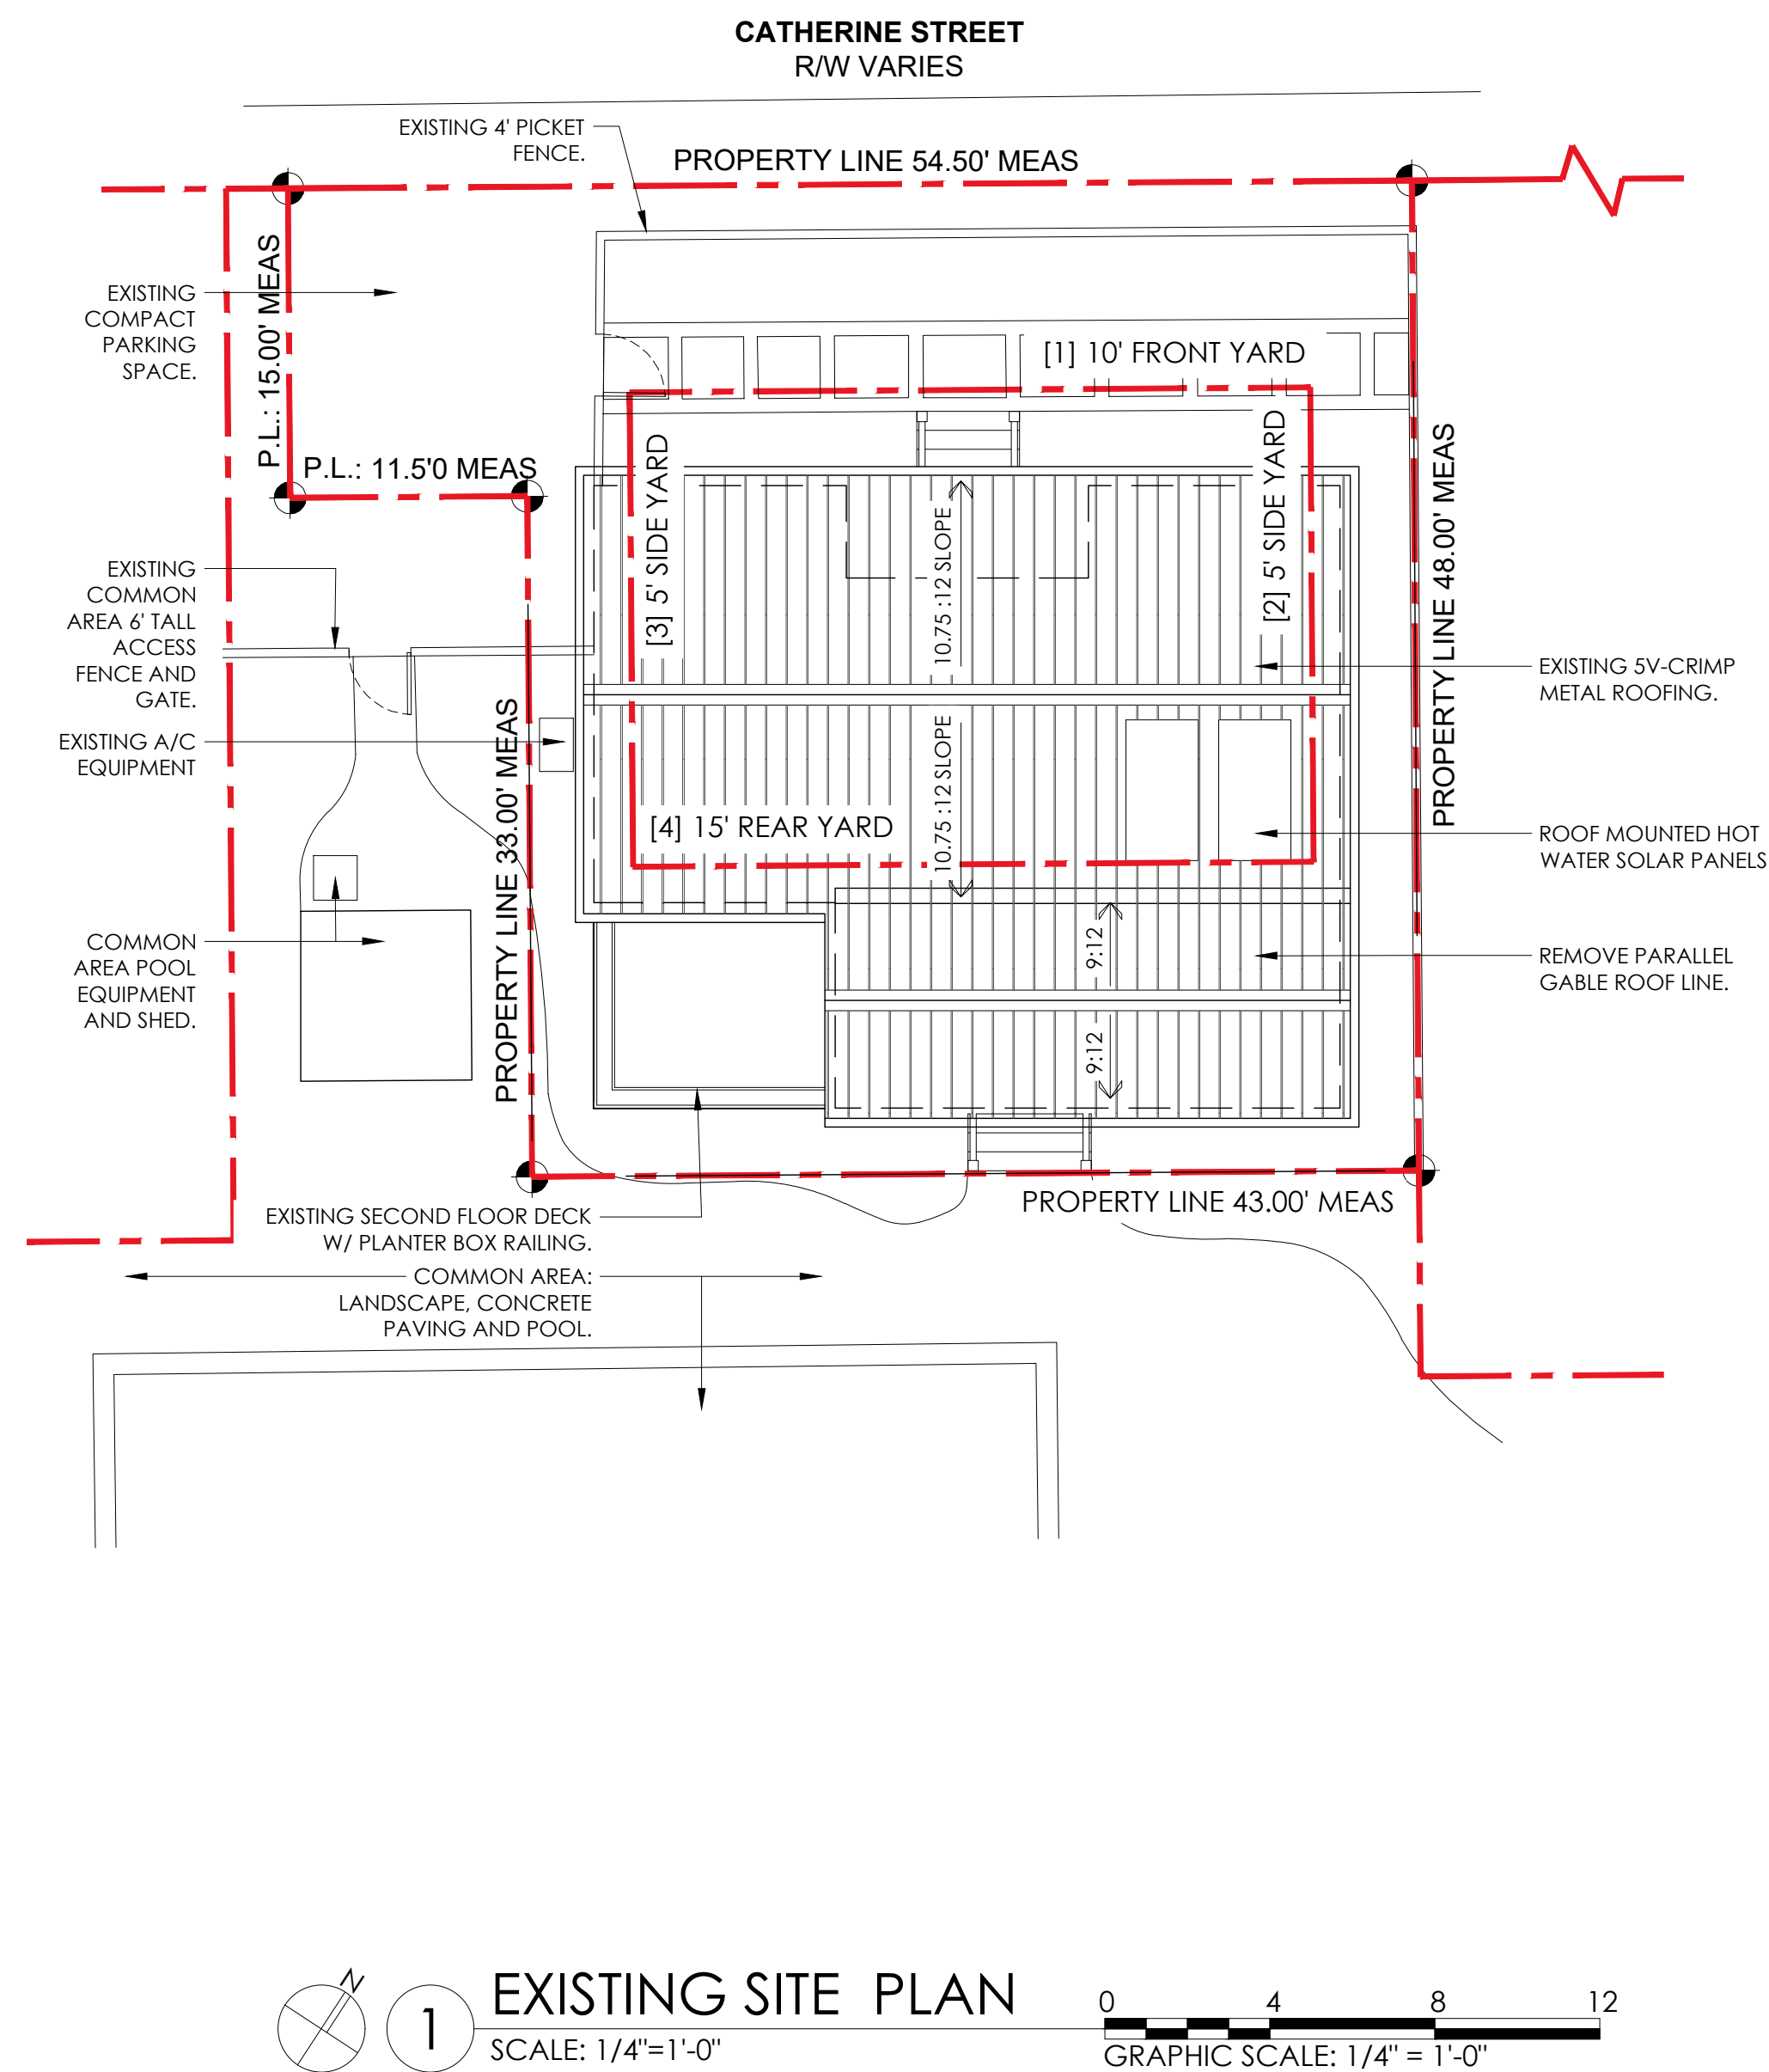 CATHERINE STREET
R/W VARIES
EXISTING 4' PICKET
FENCE.
PROPERTY LINE 54.50' MEAS
P.L.: 15.00' MEAS
EXISTING
COMPACT
PARKING
SPACE.
[1] 10' FRONT YARD
P.L.: 11.5'0 MEAS
[3] 5' SIDE YARD
10.75 :12 SLOPE
[2] 5' SIDE YARD
PROPERTY LINE 48.00' MEAS
EXISTING
COMMON
AREA 6' TALL
ACCESS
FENCE AND
GATE.
EXISTING 5V-CRIMP
METAL ROOFING.
EXISTING A/C
EQUIPMENT
PROPERTY LINE 33.00' MEAS
10.75 :12 SLOPE
[4] 15' REAR YARD
ROOF MOUNTED HOT
WATER SOLAR PANELS
COMMON
AREA POOL
EQUIPMENT
AND SHED.
9:12
REMOVE PARALLEL
GABLE ROOF LINE.
9:12
PROPERTY LINE 43.00' MEAS
EXISTING SECOND FLOOR DECK
W/ PLANTER BOX RAILING.
COMMON AREA:
LANDSCAPE, CONCRETE
PAVING AND POOL.
N
1
EXISTING SITE PLAN
SCALE: 1/4"=1'-0"
0 4 8 12
GRAPHIC SCALE: 1/4" = 1'-0"